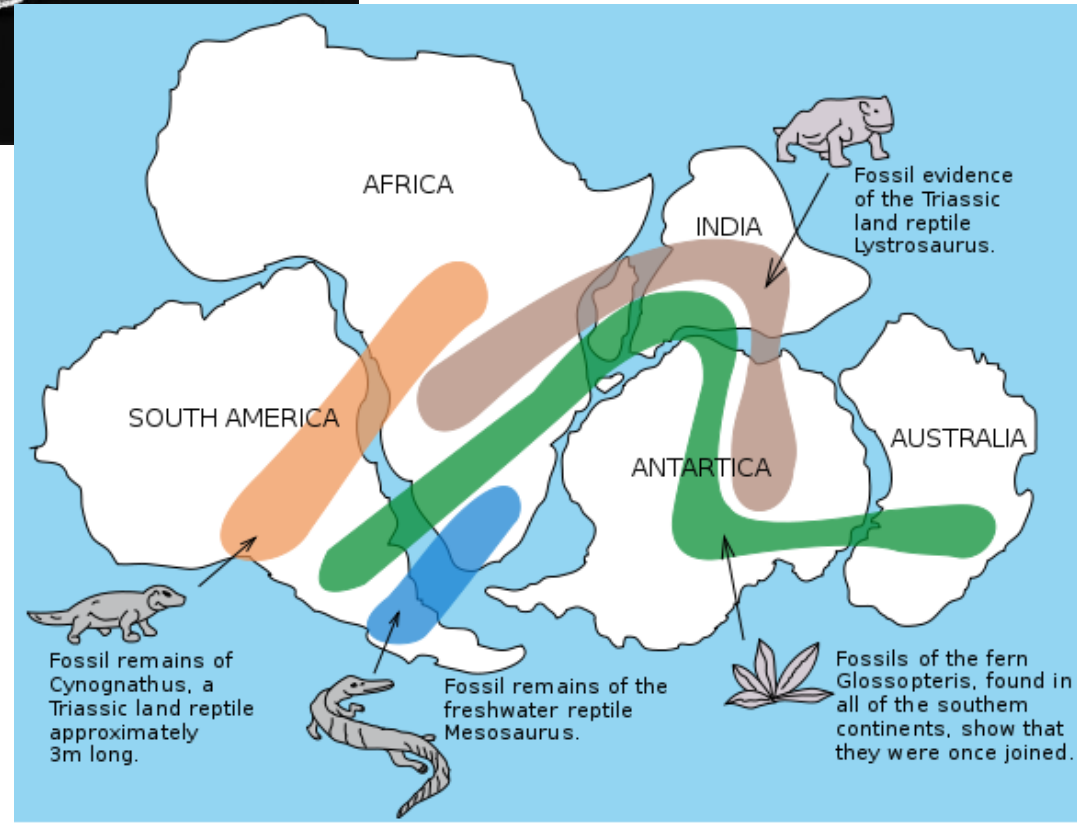 AFRICA
INDIA
Fossil evidence
of the Triassic
land reptile
Lystrosaurus.
SOUTH AMERICA
ANTARTICA
AUSTRALIA
Fossil remains of
Cynognathus, a
Triassic land reptile
approximately
3m long.
Fossil remains of the
freshwater reptile
Mesosaurus.
Fossils of the fern
Glossopteris, found in
all of the southem
continents, show that
they were once joined.